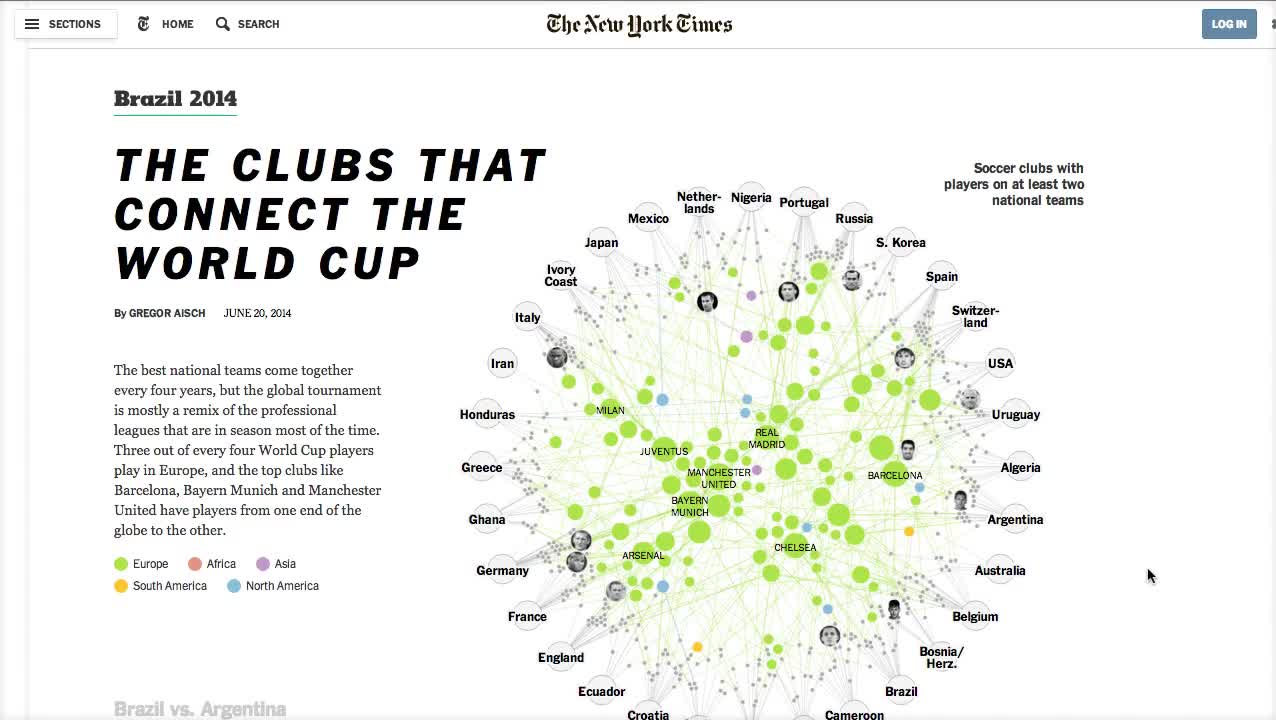 SECTIONS
HOME
SEARCH
The New York Times
LOG IN
Brazil 2014
THE CLUBS THAT
CONNECT THE
WORLD CUP
By GREGOR AISCH
JUNE 20, 2014
The best national teams come together
every four years, but the global tournament
is mostly a remix of the professional
leagues that are in season most of the time.
Three out of every four World Cup players
play in Europe, and the top clubs like
Barcelona, Bayern Munich and Manchester
United have players from one end of the
globe to the other.
Europe
Africa
Asia
South America
North America
Brazil vs. Argentina
Soccer clubs with
players on at least two
national teams
Nether-
lands
Nigeria
Portugal
Mexico
Russia
Japan
S. Korea
Ivory
Coast
Spain
Italy
Switzer-
land
Iran
USA
Honduras
Uruguay
Greece
Algeria
Ghana
Argentina
Germany
Australia
France
Belgium
England
Bosnia/
Herz.
Ecuador
Brazil
Croatia
Cameroon
MILAN
JUVENTUS
REAL
MADRID
MANCHESTER
UNITED
BARCELONA
BAYERN
MUNICH
ARSENAL
CHELSEA